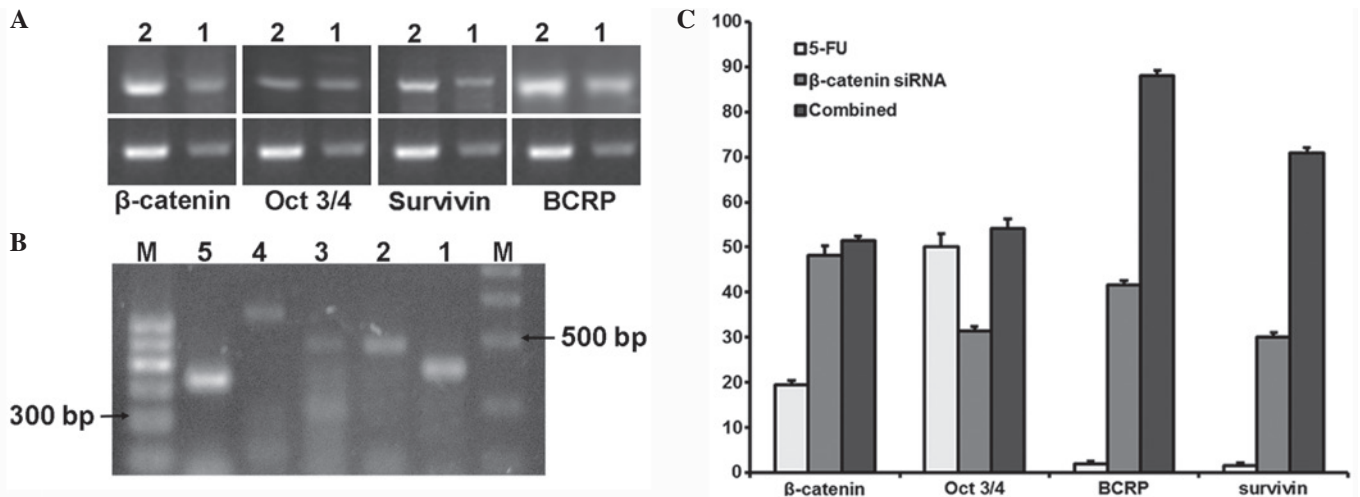 A
2 1 2 1 2 1 2 1
β-catenin Oct 3/4 Survivin BCRP
B
M 5 4 3 2 1 M
500 bp
300 bp
C
100
90
80
70
60
50
40
30
20
10
0
5-FU
β-catenin siRNA
Combined
β-catenin Oct 3/4 BCRP survivin